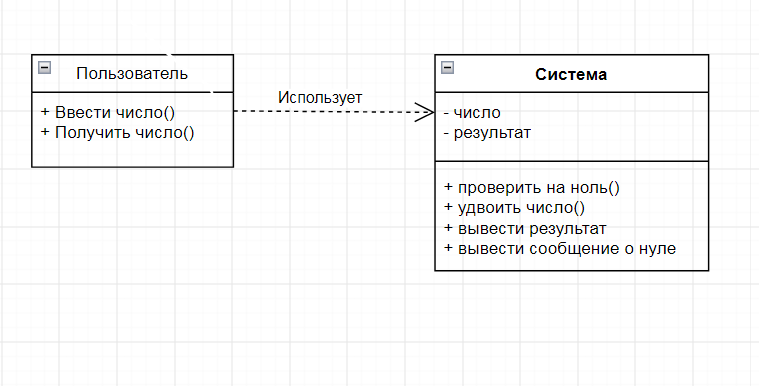 Пользователь
+ Ввести число()
+ Получить число()
Использует
Система
- число
- результат
+ проверить на ноль()
+ удвоить число()
+ вывести результат
+ вывести сообщение о нуле